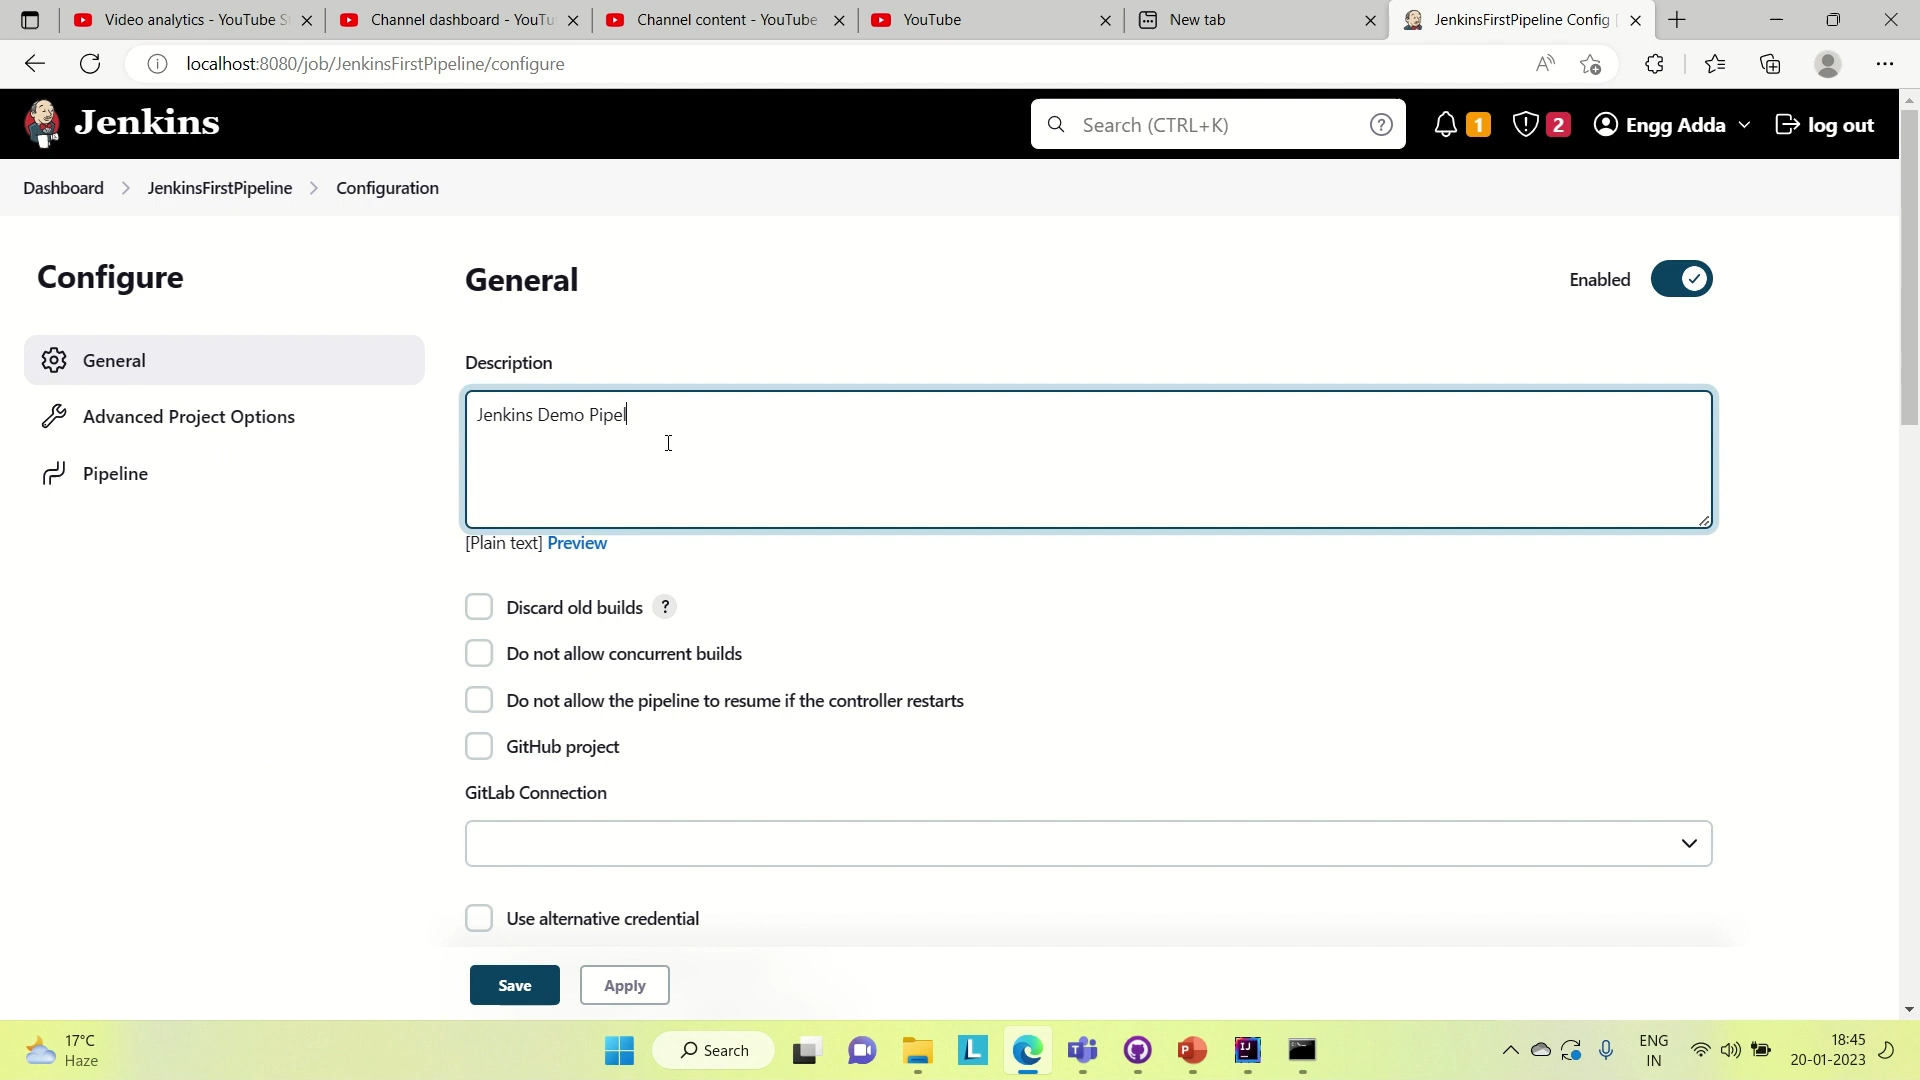 Video analytics - YouTube S
Channel dashboard - YouTu
Channel content - YouTube
YouTube
New tab
JenkinsFirstPipeline Config
localhost:8080/job/JenkinsFirstPipeline/configure
Jenkins
Search (CTRL+K)
?
1
2
Engg Adda
log out
Dashboard
JenkinsFirstPipeline
Configuration
Configure
General
Enabled
General
Advanced Project Options
Pipeline
Description
Jenkins Demo Pipel
[Plain text] Preview
Discard old builds ?
Do not allow concurrent builds
Do not allow the pipeline to resume if the controller restarts
GitHub project
GitLab Connection
Use alternative credential
Save
Apply
17°C
Haze
Search
ENG
IN
18:45
20-01-2023